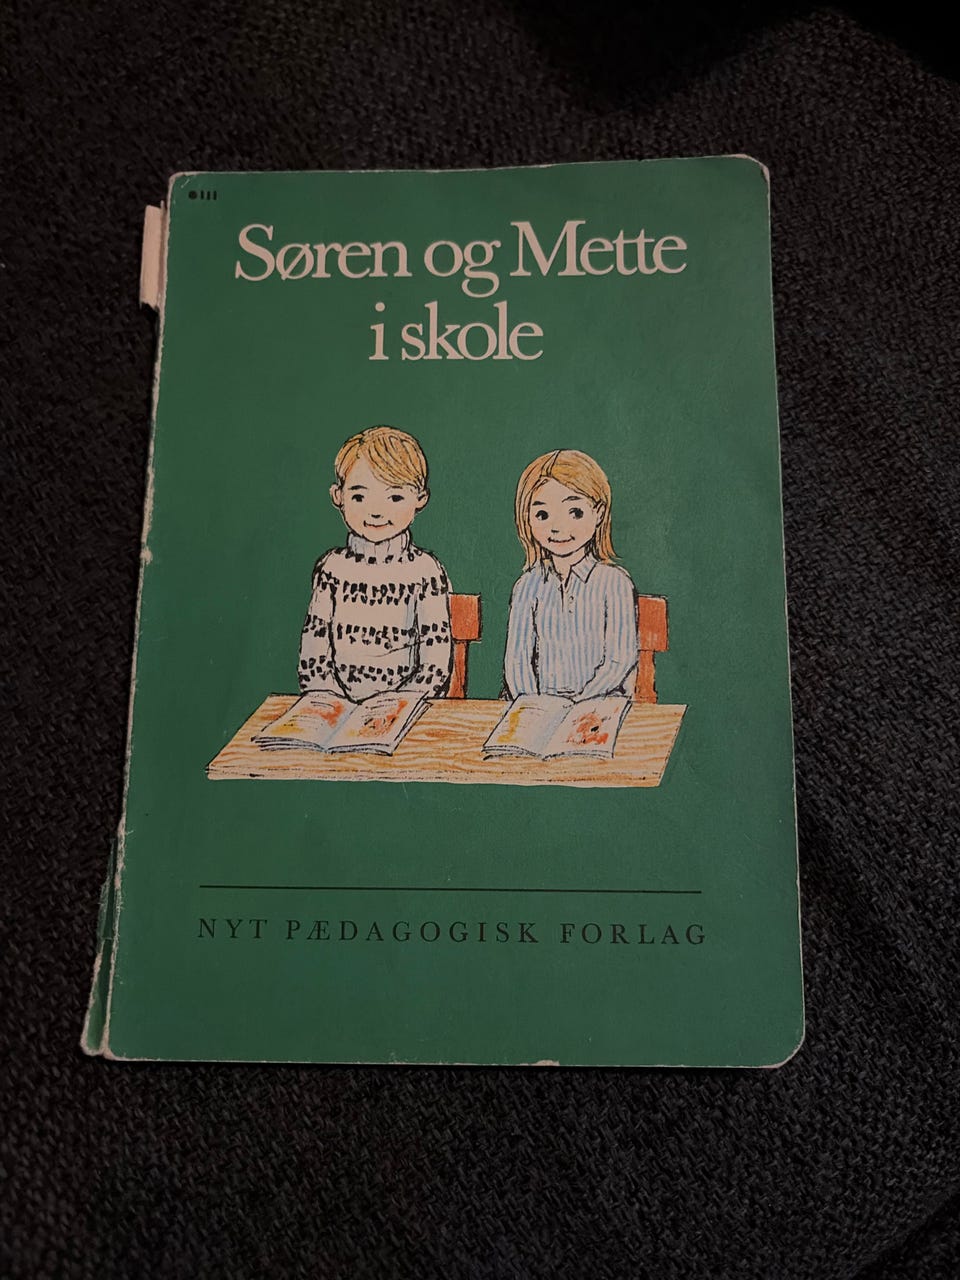 Søren og Mette
i skole
NYT PÆDAGOGISK FORLAG